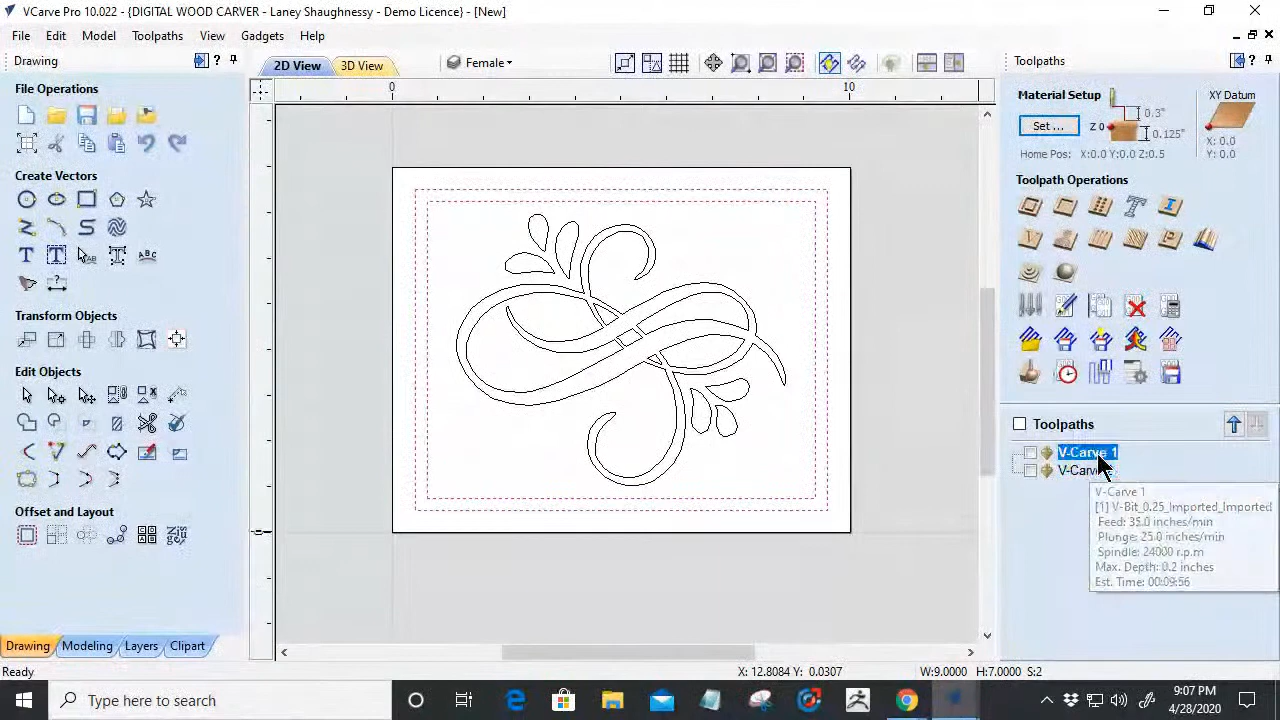 VCarve Pro 10.022 - {DIGITAL WOOD CARVER - Laney Shaughnessy - Demo Licence} - [New]
File Edit Model Toolpaths View Gadgets Help
Drawing
2D View 3D View Female
Toolpaths
File Operations
0 10
Material Setup XY Datum
Set ... Z 0 0.3" 0.125"
X: 0.0
Y: 0.0
Home Pos: X:0.0 Y:0.0 Z:0.5
Create Vectors
Toolpath Operations
Transform Objects
Edit Objects
Offset and Layout
Toolpaths
V-Carve 1
V-Carve
V-Carve 1
[1] V-Bit_0.25_Imported_Imported
Feed: 35.0 inches/min
Plunge: 25.0 inches/min
Spindle: 24000 r.p.m
Max. Depth: 0.2 inches
Est. Time: 00:09:56
Drawing Modeling Layers Clipart
Ready X: 12.8084 Y: 0.0307 W:9.0000 H:7.0000 S:2
Type here to search
9:07 PM
4/28/2020